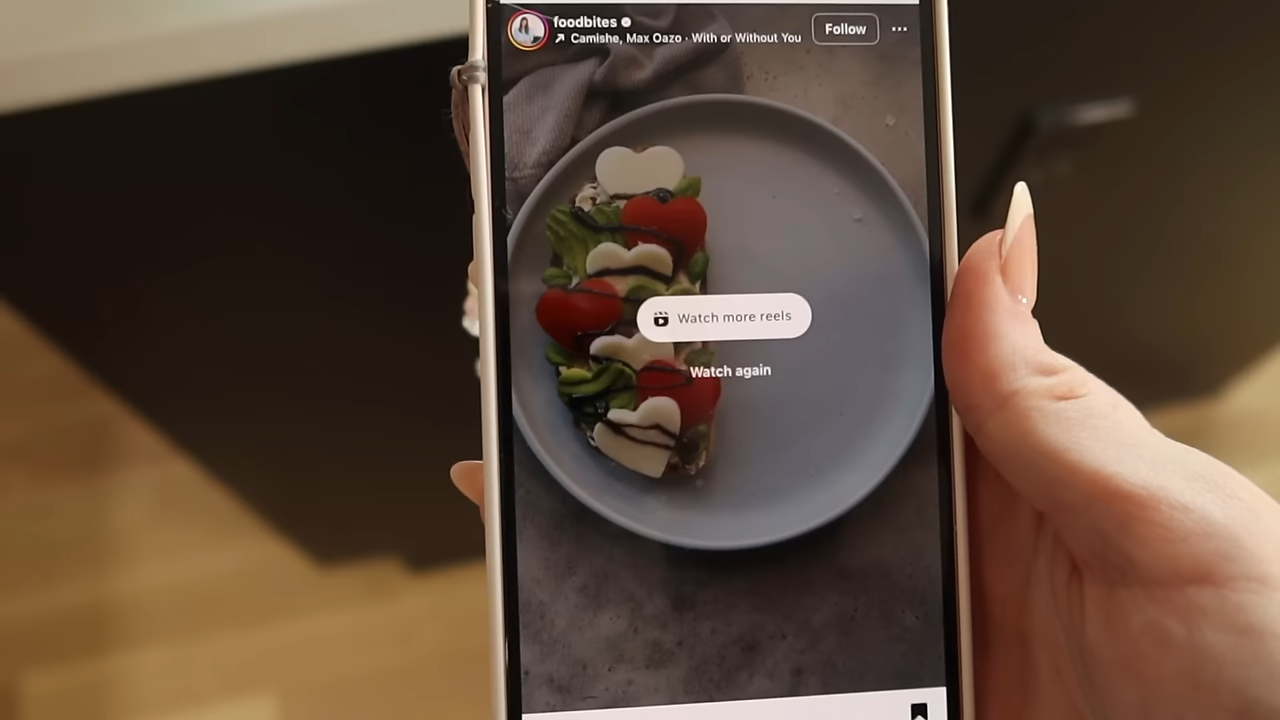 foodbites
Camishe, Max Oazo · With or Without You
Follow
Watch more reels
Watch again